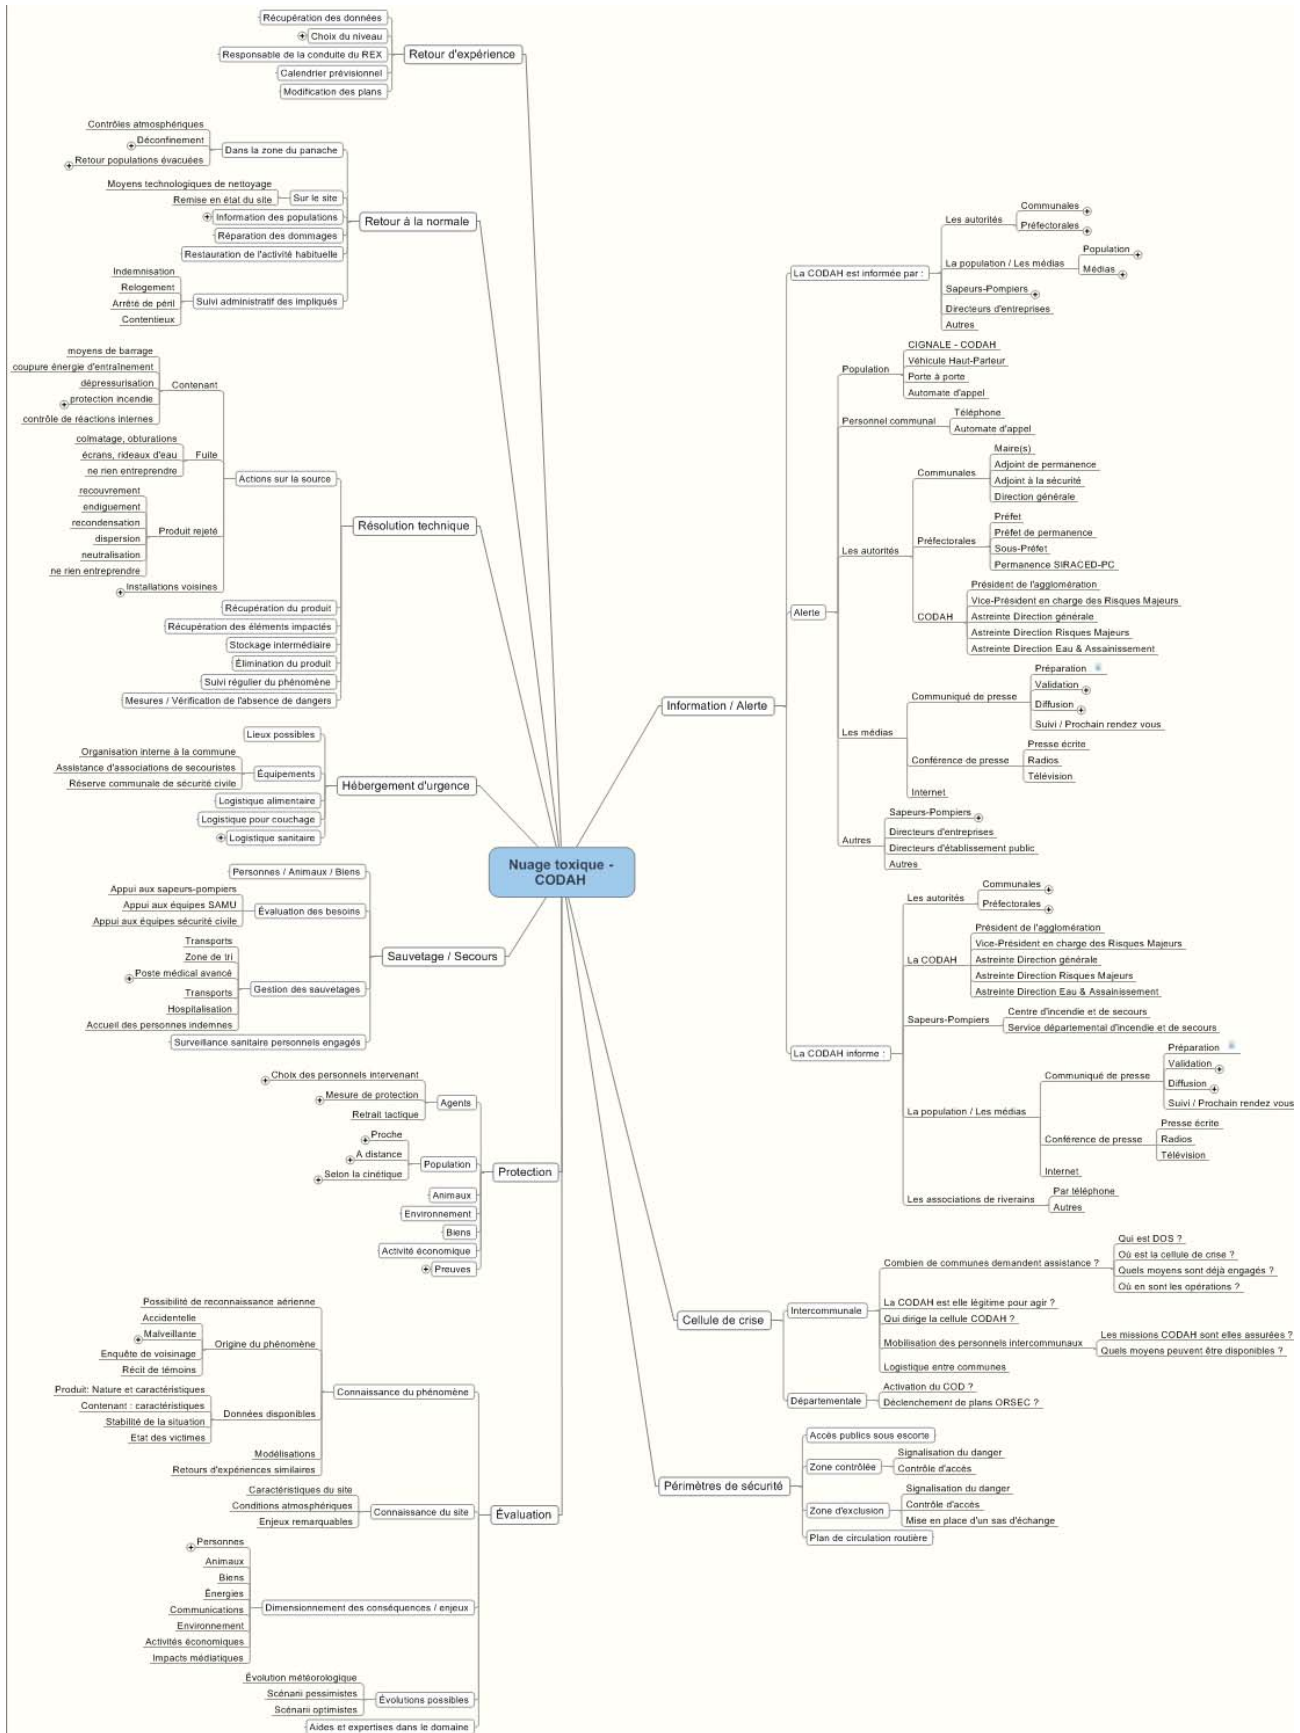 Nuage toxique -
CODAH
Retour d'expérience
Récupération des données
Choix du niveau
Responsable de la conduite du REX
Calendrier prévisionnel
Modification des plans
Retour à la normale
Dans la zone du panache
Contrôles atmosphériques
Déconfinement
Retour populations évacuées
Sur le site
Moyens technologiques de nettoyage
Remise en état du site
Information des populations
Réparation des dommages
Restauration de l'activité habituelle
Suivi administratif des impliqués
Indemnisation
Relogement
Arrêté de péril
Contentieux
Résolution technique
Actions sur la source
Contenant
moyens de barrage
coupure énergie d'entraînement
dépressurisation
protection incendie
contrôle de réactions internes
Fuite
colmatage, obturations
écrans, rideaux d'eau
ne rien entreprendre
Produit rejeté
recouvrement
endiguement
recondensation
dispersion
neutralisation
ne rien entreprendre
Installations voisines
Récupération du produit
Récupération des éléments impactés
Stockage intermédiaire
Élimination du produit
Suivi régulier du phénomène
Mesures / Vérification de l'absence de dangers
Hébergement d'urgence
Lieux possibles
Équipements
Organisation interne à la commune
Assistance d'associations de secouristes
Réserve communale de sécurité civile
Logistique alimentaire
Logistique pour couchage
Logistique sanitaire
Sauvetage / Secours
Personnes / Animaux / Biens
Évaluation des besoins
Appui aux sapeurs-pompiers
Appui aux équipes SAMU
Appui aux équipes sécurité civile
Gestion des sauvetages
Transports
Zone de tri
Poste médical avancé
Transports
Hospitalisation
Accueil des personnes indemnes
Surveillance sanitaire personnels engagés
Protection
Agents
Choix des personnels intervenant
Mesure de protection
Retrait tactique
Population
Proche
A distance
Selon la cinétique
Animaux
Environnement
Biens
Activité économique
Preuves
Évaluation
Connaissance du phénomène
Possibilité de reconnaissance aérienne
Origine du phénomène
Accidentelle
Malveillante
Enquête de voisinage
Récit de témoins
Données disponibles
Produit: Nature et caractéristiques
Contenant : caractéristiques
Stabilité de la situation
Etat des victimes
Modélisations
Retours d'expériences similaires
Connaissance du site
Caractéristiques du site
Conditions atmosphériques
Enjeux remarquables
Dimensionnement des conséquences / enjeux
Personnes
Animaux
Biens
Énergies
Communications
Environnement
Activités économiques
Impacts médiatiques
Évolutions possibles
Évolution météorologique
Scénarii pessimistes
Scénarii optimistes
Aides et expertises dans le domaine
Information / Alerte
La CODAH est informée par :
Les autorités
Communales
Préfectorales
La population / Les médias
Population
Médias
Sapeurs-Pompiers
Directeurs d'entreprises
Autres
Alerte
Population
CIGNALE - CODAH
Véhicule Haut-Parleur
Porte à porte
Automate d'appel
Personnel communal
Téléphone
Automate d'appel
Les autorités
Communales
Maire(s)
Adjoint de permanence
Adjoint à la sécurité
Direction générale
Préfectorales
Préfet
Préfet de permanence
Sous-Préfet
Permanence SIRACED-PC
CODAH
Président de l'agglomération
Vice-Président en charge des Risques Majeurs
Astreinte Direction générale
Astreinte Direction Risques Majeurs
Astreinte Direction Eau & Assainissement
Les médias
Communiqué de presse
Préparation
Validation
Diffusion
Suivi / Prochain rendez vous
Conférence de presse
Presse écrite
Radios
Télévision
Internet
Autres
Sapeurs-Pompiers
Directeurs d'entreprises
Directeurs d'établissement public
Autres
La CODAH informe :
Les autorités
Communales
Préfectorales
La CODAH
Président de l'agglomération
Vice-Président en charge des Risques Majeurs
Astreinte Direction générale
Astreinte Direction Risques Majeurs
Astreinte Direction Eau & Assainissement
Sapeurs-Pompiers
Centre d'incendie et de secours
Service départemental d'incendie et de secours
La population / Les médias
Communiqué de presse
Préparation
Validation
Diffusion
Suivi / Prochain rendez vous
Conférence de presse
Presse écrite
Radios
Télévision
Internet
Les associations de riverains
Par téléphone
Autres
Cellule de crise
Intercommunale
Combien de communes demandent assistance ?
Qui est DOS ?
Où est la cellule de crise ?
Quels moyens sont déjà engagés ?
Où en sont les opérations ?
La CODAH est elle légitime pour agir ?
Qui dirige la cellule CODAH ?
Mobilisation des personnels intercommunaux
Les missions CODAH sont elles assurées ?
Quels moyens peuvent être disponibles ?
Logistique entre communes
Départementale
Activation du COD ?
Déclenchement de plans ORSEC ?
Périmètres de sécurité
Accès publics sous escorte
Zone contrôlée
Signalisation du danger
Contrôle d'accès
Zone d'exclusion
Signalisation du danger
Contrôle d'accès
Mise en place d'un sas d'échange
Plan de circulation routière